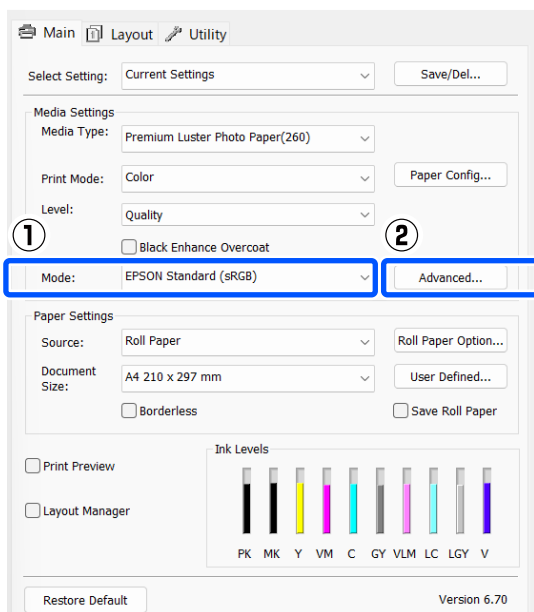 Main Layout Utility
Select Setting: Current Settings Save/Del...
Media Settings
Media Type: Premium Luster Photo Paper(260)
Print Mode: Color Paper Config...
Level: Quality
① ②
Black Enhance Overcoat
Mode: EPSON Standard (sRGB) Advanced...
Paper Settings
Source: Roll Paper Roll Paper Option...
Document
Size: A4 210 x 297 mm User Defined...
Borderless Save Roll Paper
Ink Levels
Print Preview
Layout Manager
PK MK Y VM C GY VLM LC LGY V
Restore Default Version 6.70